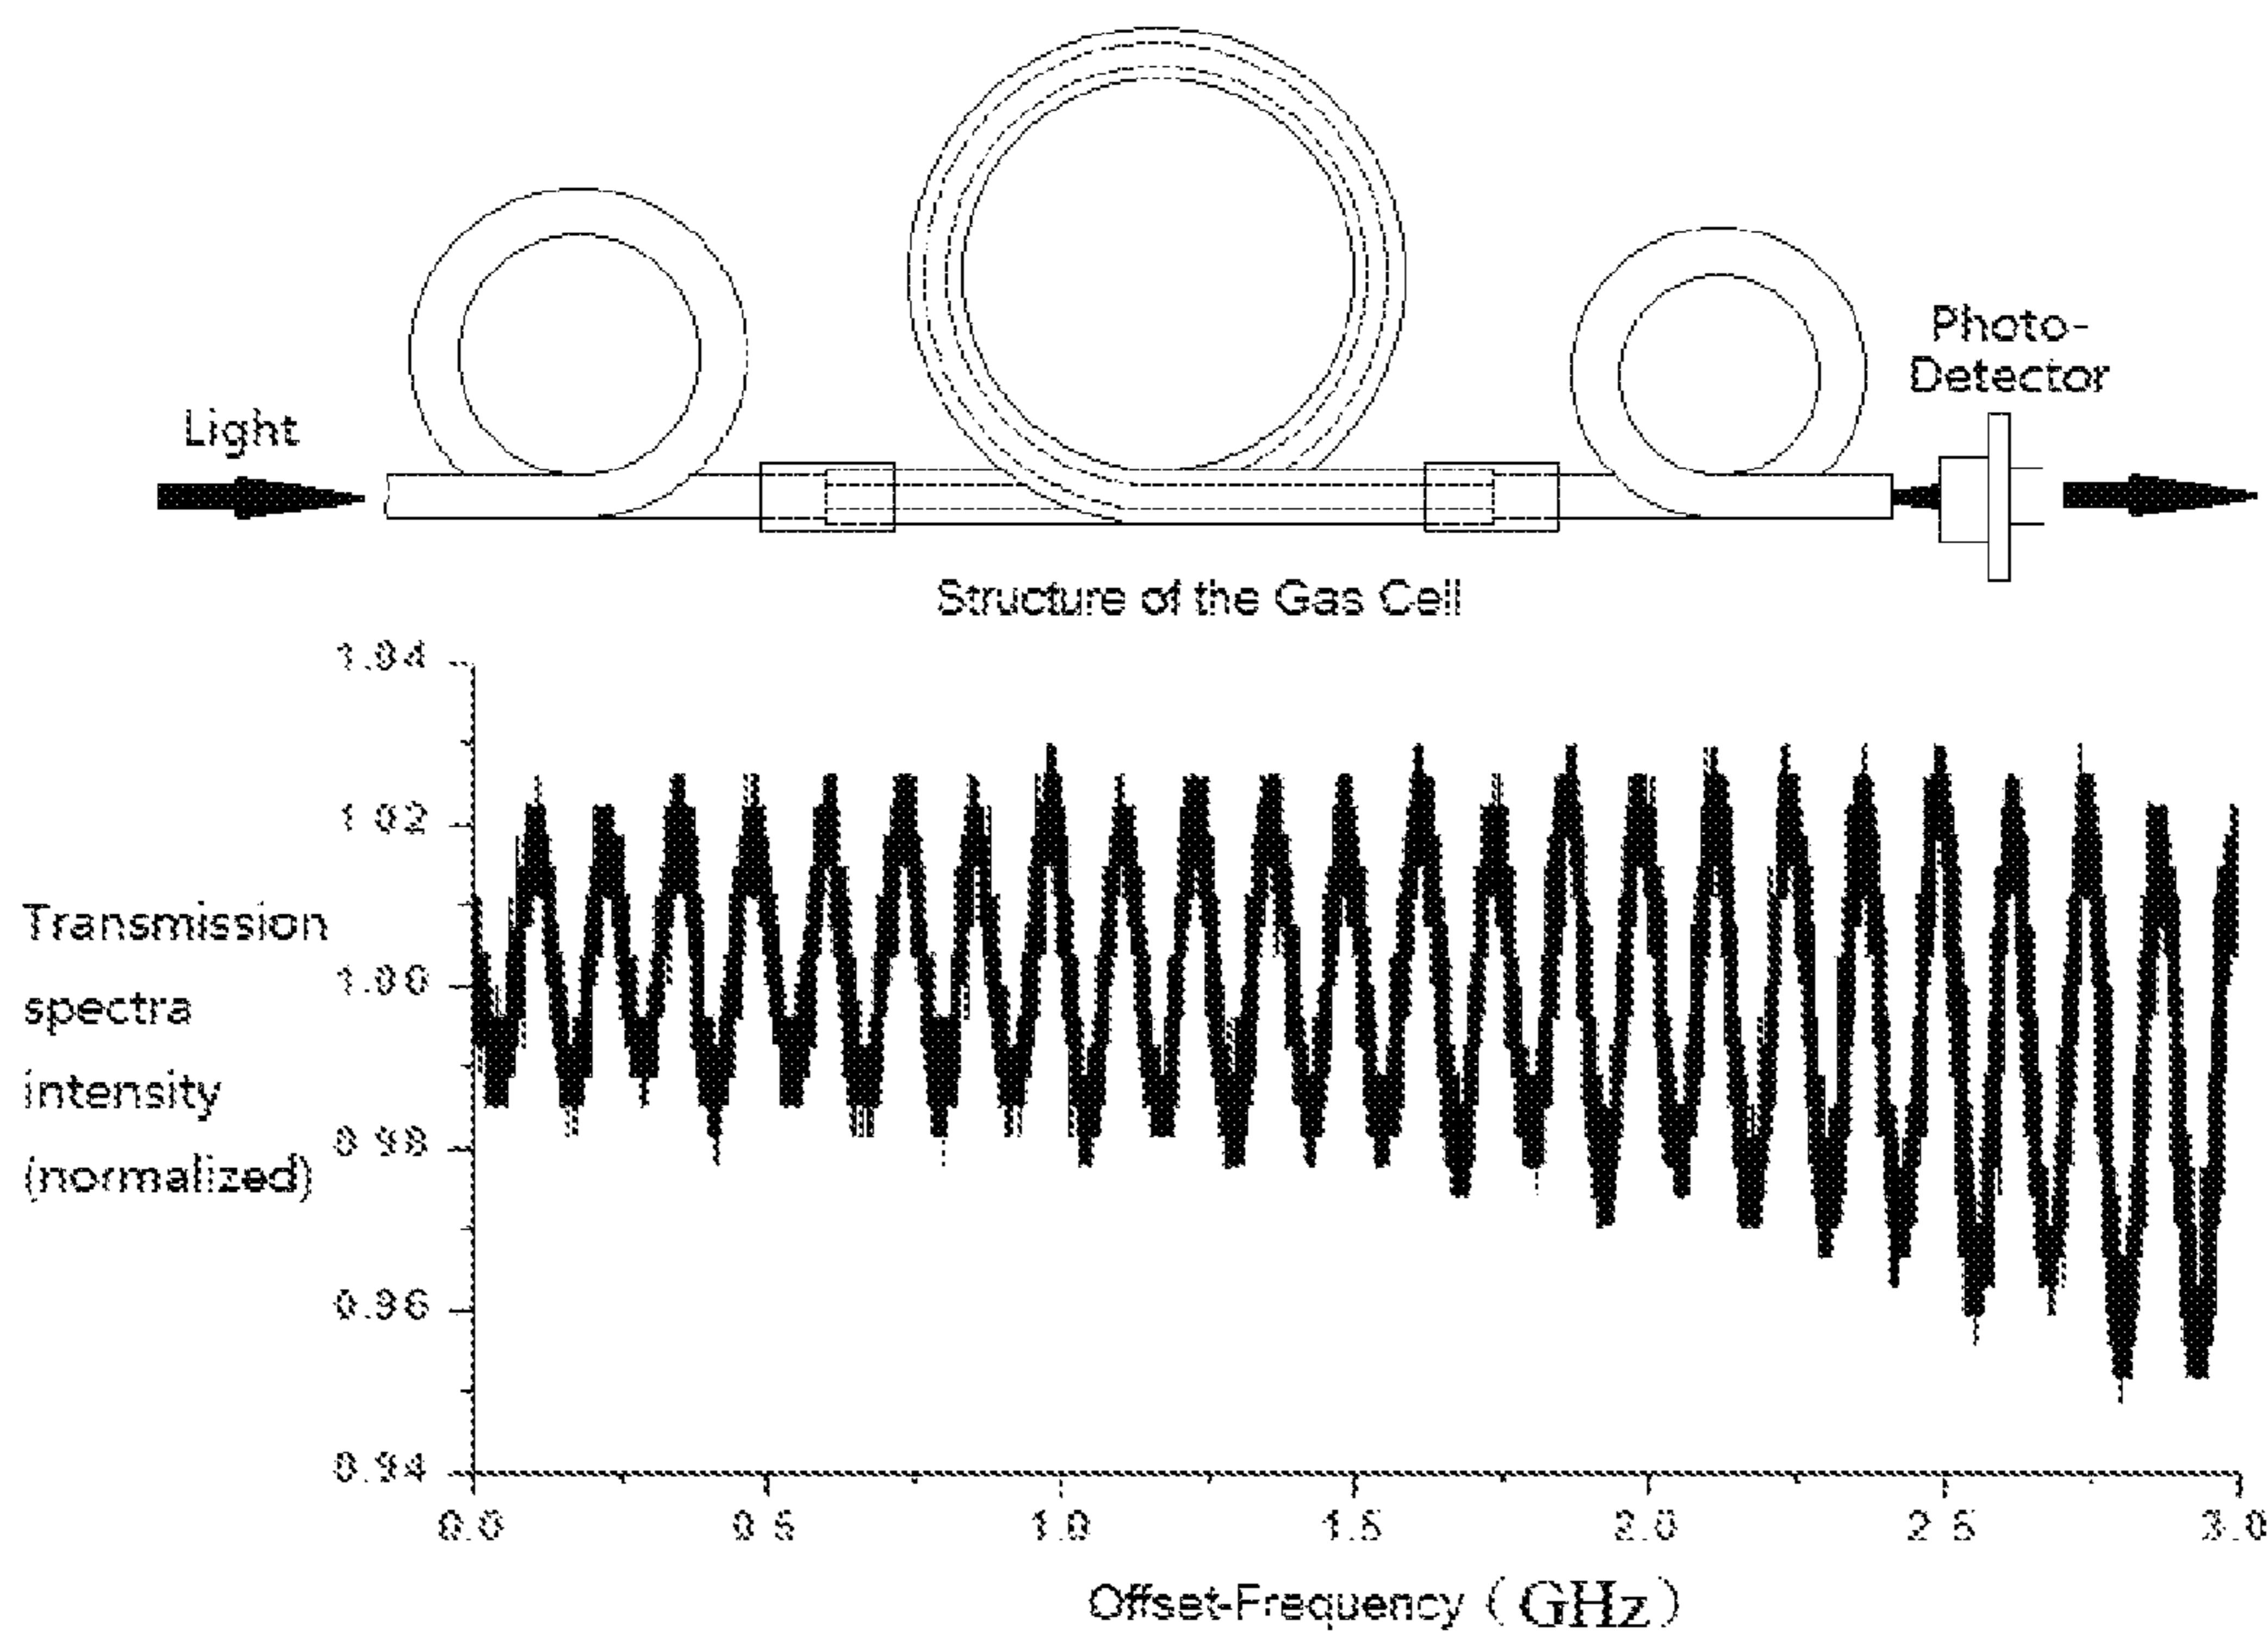 Light
Photo-
Detector
Structure of the Gas Cell
1.04
1.02
1.00
0.98
0.96
0.94
Transmission
spectra
intensity
(normalized)
0.0
0.5
1.0
1.5
2.0
2.5
3.0
Offset-Frequency（GHz）